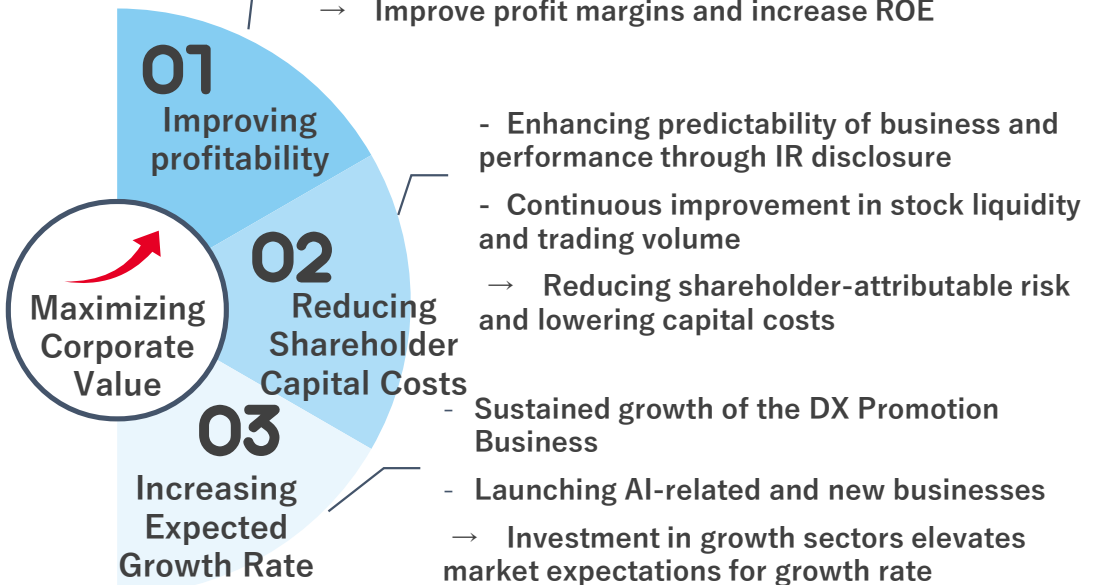 → Improve profit margins and increase ROE
01
Improving
profitability
- Enhancing predictability of business and
performance through IR disclosure
- Continuous improvement in stock liquidity
and trading volume
→ Reducing shareholder-attributable risk
and lowering capital costs
02
Reducing
Shareholder
Capital Costs
Maximizing
Corporate
Value
03
Increasing
Expected
Growth Rate
- Sustained growth of the DX Promotion
Business
- Launching AI-related and new businesses
→ Investment in growth sectors elevates
market expectations for growth rate